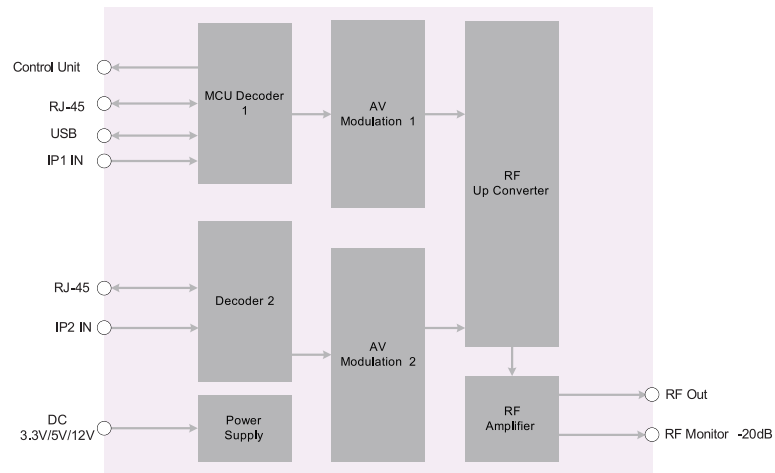 Control Unit
RJ-45
USB
IP1 IN
MCU Decoder
1
AV
Modulation 1
RF
Up Converter
RJ-45
IP2 IN
Decoder 2
AV
Modulation 2
DC
3.3V/5V/12V
Power
Supply
RF
Amplifier
RF Out
RF Monitor -20dB